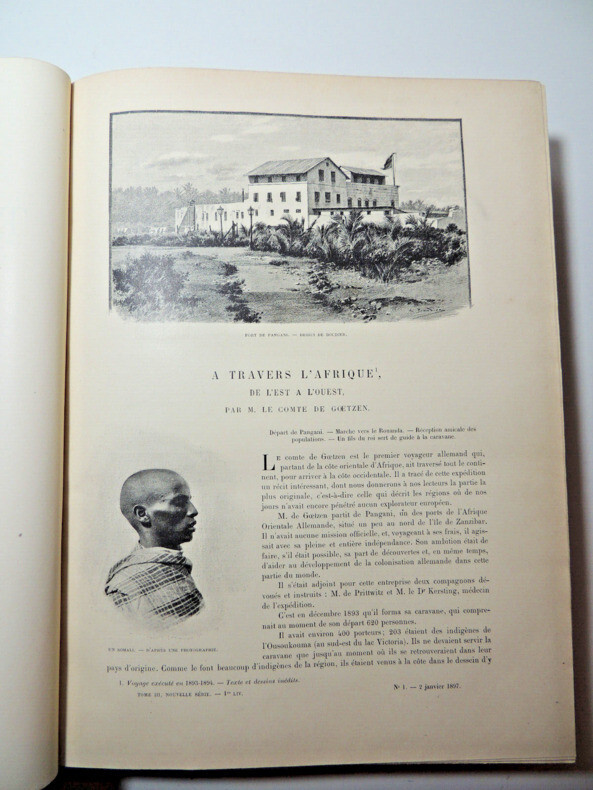 FORT DE PANGANI. — DESSIN DE BOUDIER.
A TRAVERS L'AFRIQUE¹,
DE L'EST A L'OUEST,
PAR M. LE COMTE DE GŒTZEN.
Départ de Pangani. — Marche vers le Rouanda. — Réception amicale des
populations. — Un fils du roi sert de guide à la caravane.
LE comte de Gœtzen est le premier voyageur allemand qui,
partant de la côte orientale d'Afrique, ait traversé tout le conti-
nent, pour arriver à la côte occidentale. Il a tracé de cette expédition
un récit intéressant, dont nous donnerons à nos lecteurs la partie la
plus originale, c'est-à-dire celle qui décrit les régions où de nos
jours n'avait encore pénétré aucun explorateur européen.
M. de Gœtzen partit de Pangani, un des ports de l'Afrique
Orientale Allemande, situé un peu au nord de l'île de Zanzibar.
Il n'avait aucune mission officielle, et, voyageant à ses frais, il agis-
sait avec sa pleine et entière indépendance. Son ambition était de
faire, s'il était possible, sa part de découvertes et, en même temps,
d'aider au développement de la colonisation allemande dans cette
partie du monde.
Il s'était adjoint pour cette entreprise deux compagnons dé-
voués et instruits : M. de Prittwitz et M. le Dr Kersting, médecin
de l'expédition.
C'est en décembre 1893 qu'il forma sa caravane, qui compre-
nait au moment de son départ 620 personnes.
Il avait environ 400 porteurs; 203 étaient des indigènes de
l'Ousoukouma (au sud-est du lac Victoria). Ils ne devaient servir la
caravane que jusqu'au moment où ils se retrouveraient dans leur
UN SOMALI. — D'APRÈS UNE PHOTOGRAPHIE.
pays d'origine. Comme le font beaucoup d'indigènes de la région, ils étaient venus à la côte dans le dessein d'y
1. Voyage exécuté en 1893-1894. — Texte et dessins inédits.
TOME III, NOUVELLE SÉRIE. — 1re LIV.
N° 1. — 2 janvier 1897.